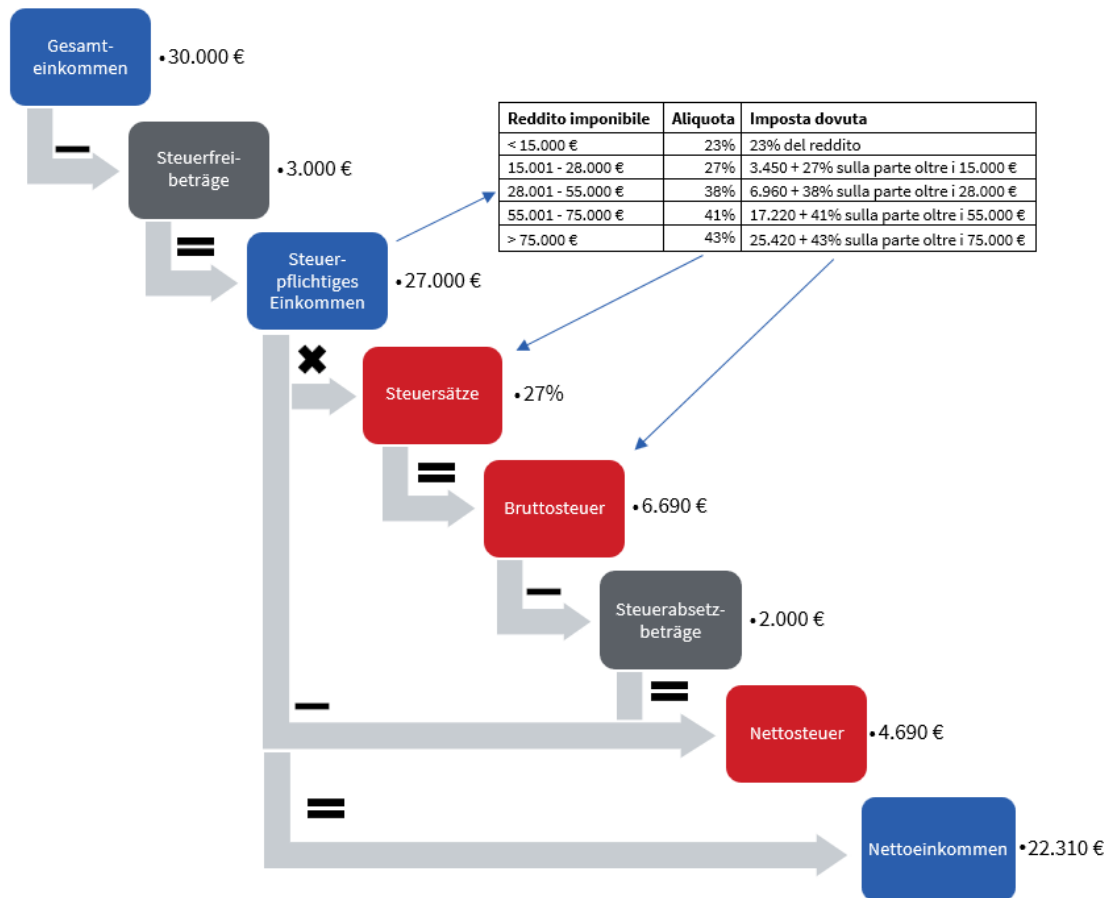 Gesamt-
einkommen
•30.000 €
Steuerfrei-
beträge
•3.000 €
Reddito imponibile Aliquota Imposta dovuta
< 15.000 € 23% 23% del reddito
15.001 - 28.000 € 27% 3.450 + 27% sulla parte oltre i 15.000 €
28.001 - 55.000 € 38% 6.960 + 38% sulla parte oltre i 28.000 €
55.001 - 75.000 € 41% 17.220 + 41% sulla parte oltre i 55.000 €
> 75.000 € 43% 25.420 + 43% sulla parte oltre i 75.000 €
Steuer-
pflichtiges
Einkommen
•27.000 €
Steuersätze
•27%
Bruttosteuer
•6.690 €
Steuerabsetz-
beträge
•2.000 €
Nettosteuer
•4.690 €
Nettoeinkommen
•22.310 €